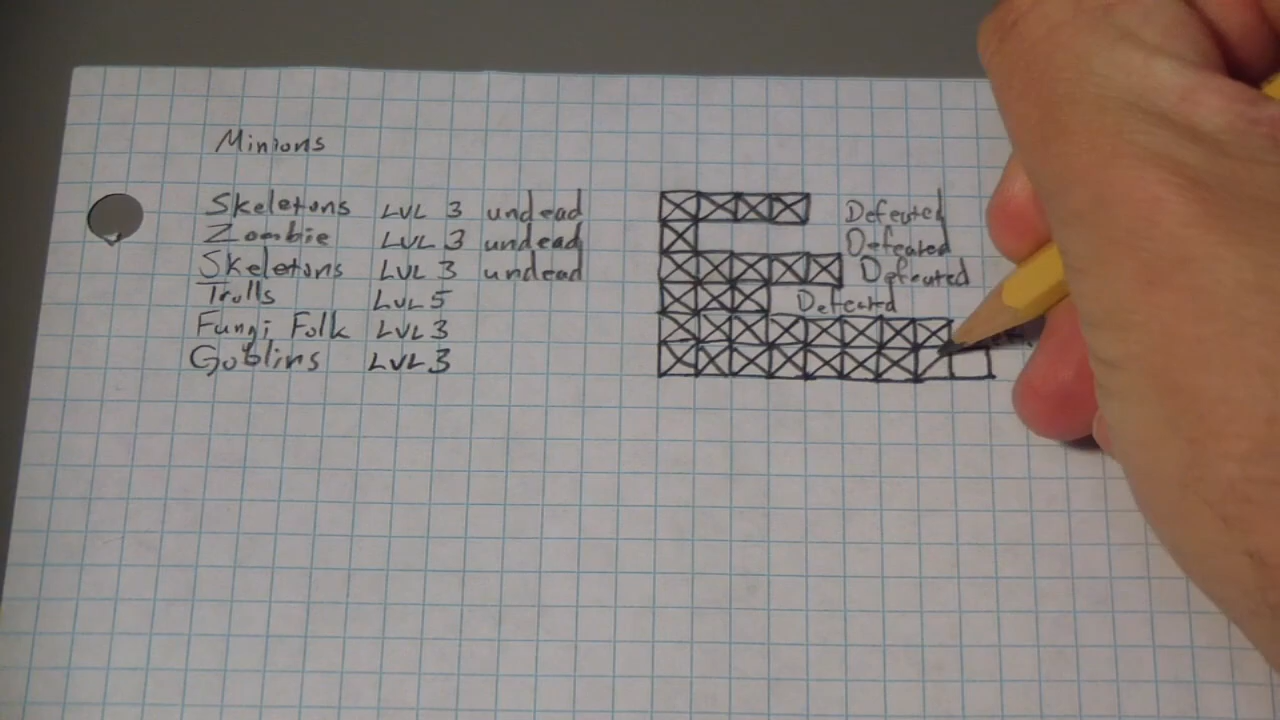 Minions
Skeletons LVL 3 undead Defeated
Zombie LVL 3 undead Defeated
Skeletons LVL 3 undead Defeated
Trolls LVL 5 Defeated
Fungi Folk LVL 3
Goblins LVL 3